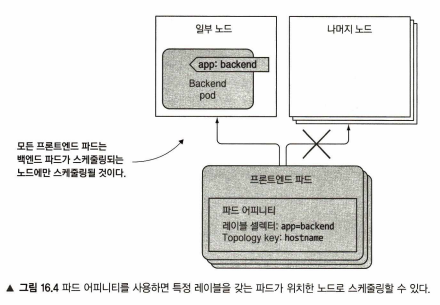 일부 노드
나머지 노드
app: backend
Backend
pod
모든 프론트엔드 파드는
백엔드 파드가 스케줄링되는
노드에만 스케줄링될 것이다.
프론트엔드 파드
파드 어피니티
레이블 셀렉터: app=backend
Topology key: hostname
▲ 그림 16.4 파드 어피니티를 사용하면 특정 레이블을 갖는 파드가 위치한 노드로 스케줄링할 수 있다.